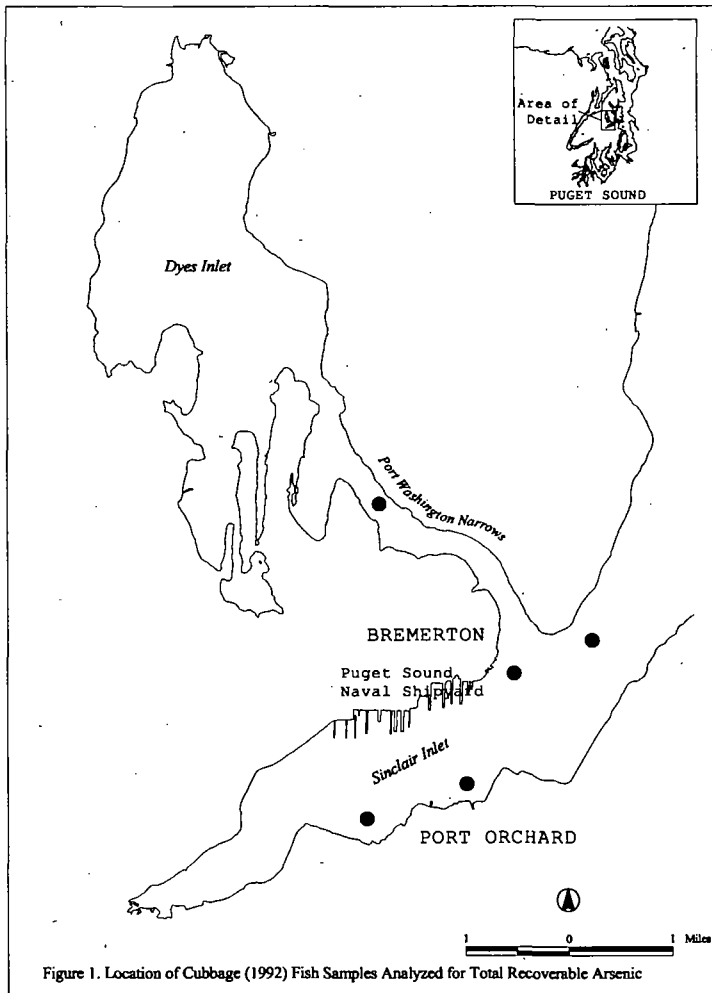 Area of
Detail
PUGET SOUND
Dyes Inlet
Port Washington Narrows
BREMERTON
Puget Sound
Naval Shipyard
Sinclair Inlet
PORT ORCHARD
1 0 1 Miles
Figure 1. Location of Cubbage (1992) Fish Samples Analyzed for Total Recoverable Arsenic